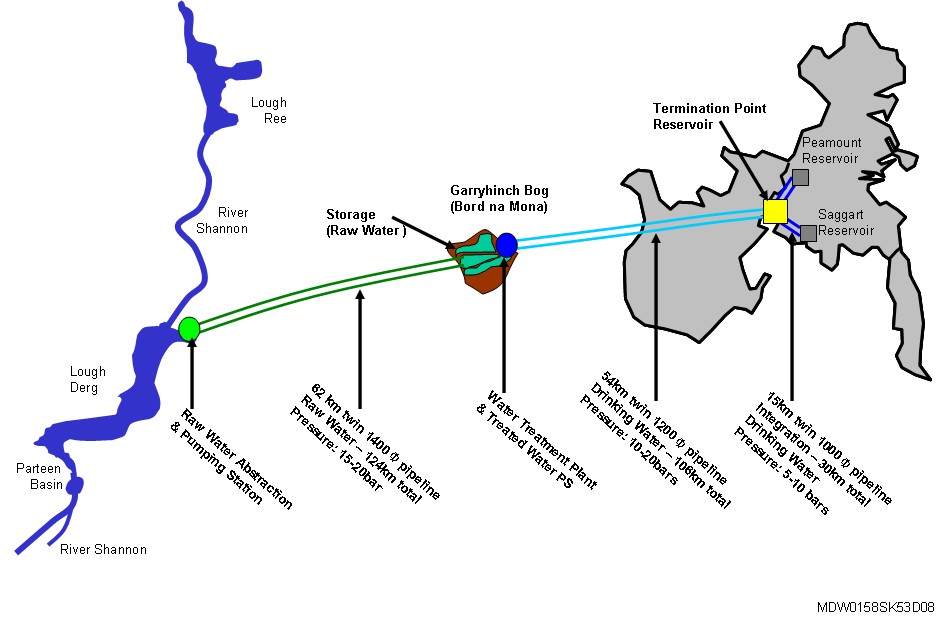 Lough
Ree
Termination Point
Reservoir
Peamount
Reservoir
Garryhinch Bog
(Bord na Mona)
River
Shannon
Storage
(Raw Water )
Saggart
Reservoir
Lough
Derg
Raw Water Abstraction
& Pumping Station
62 km twin 1400 Φ pipeline
Raw Water – 124km total
Pressure: 15-20bar
Water Treatment Plant
& Treated Water PS
54km twin 1200 Φ pipeline
Drinking Water – 108km total
Pressure: 10-20bars
15km twin 1000 Φ pipeline
Integration – 30km total
Drinking Water
Pressure: 5-10 bars
Parteen
Basin
River Shannon
MDW0158SK53D08